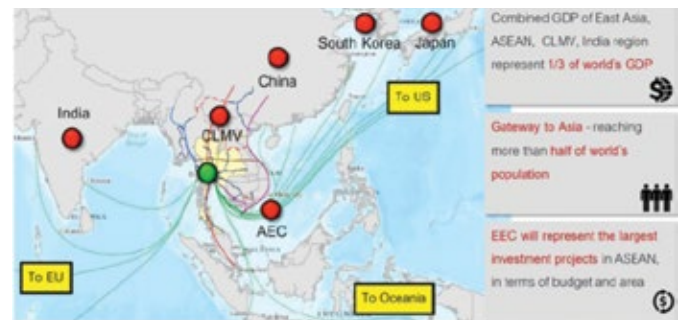 South Korea
Japan
China
India
To US
CLMV
AEC
To EU
To Oceania
Combined GDP of East Asia,
ASEAN, CLMV, India region
represent 1/3 of world's GDP
Gateway to Asia - reaching
more than half of world's
population
EEC will represent the largest
investment projects in ASEAN,
in terms of budget and area